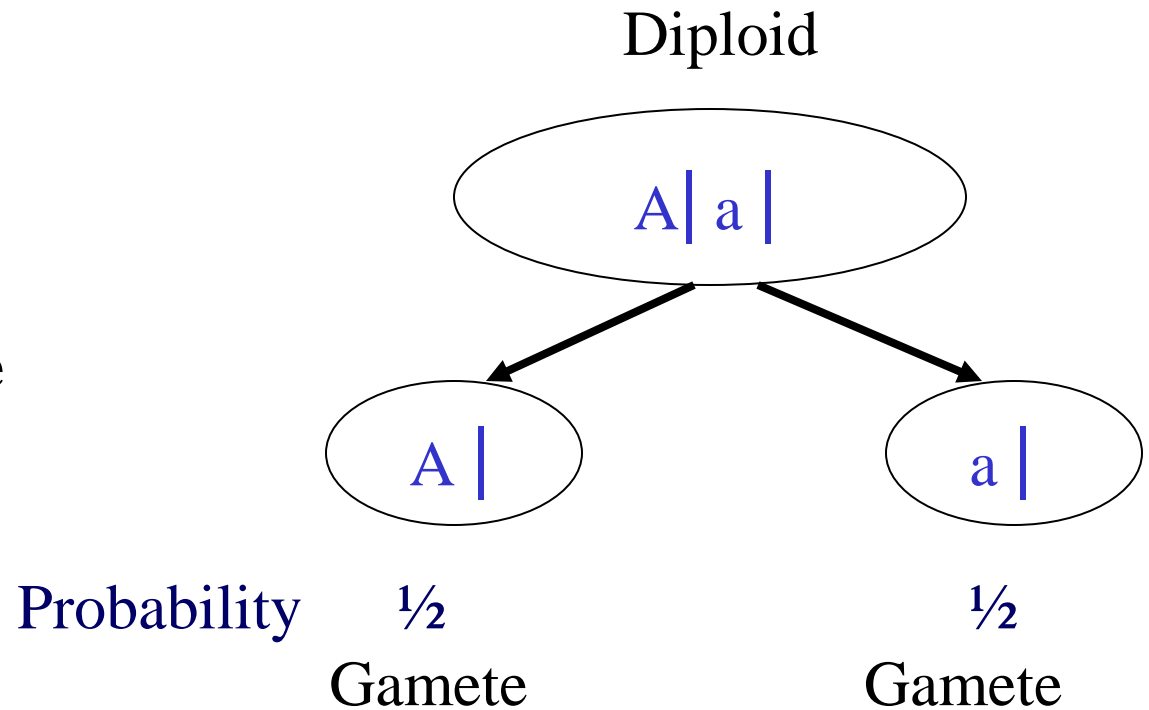 Diploid
A| a |
e
A |
a |
Probability ½ ½
Gamete Gamete